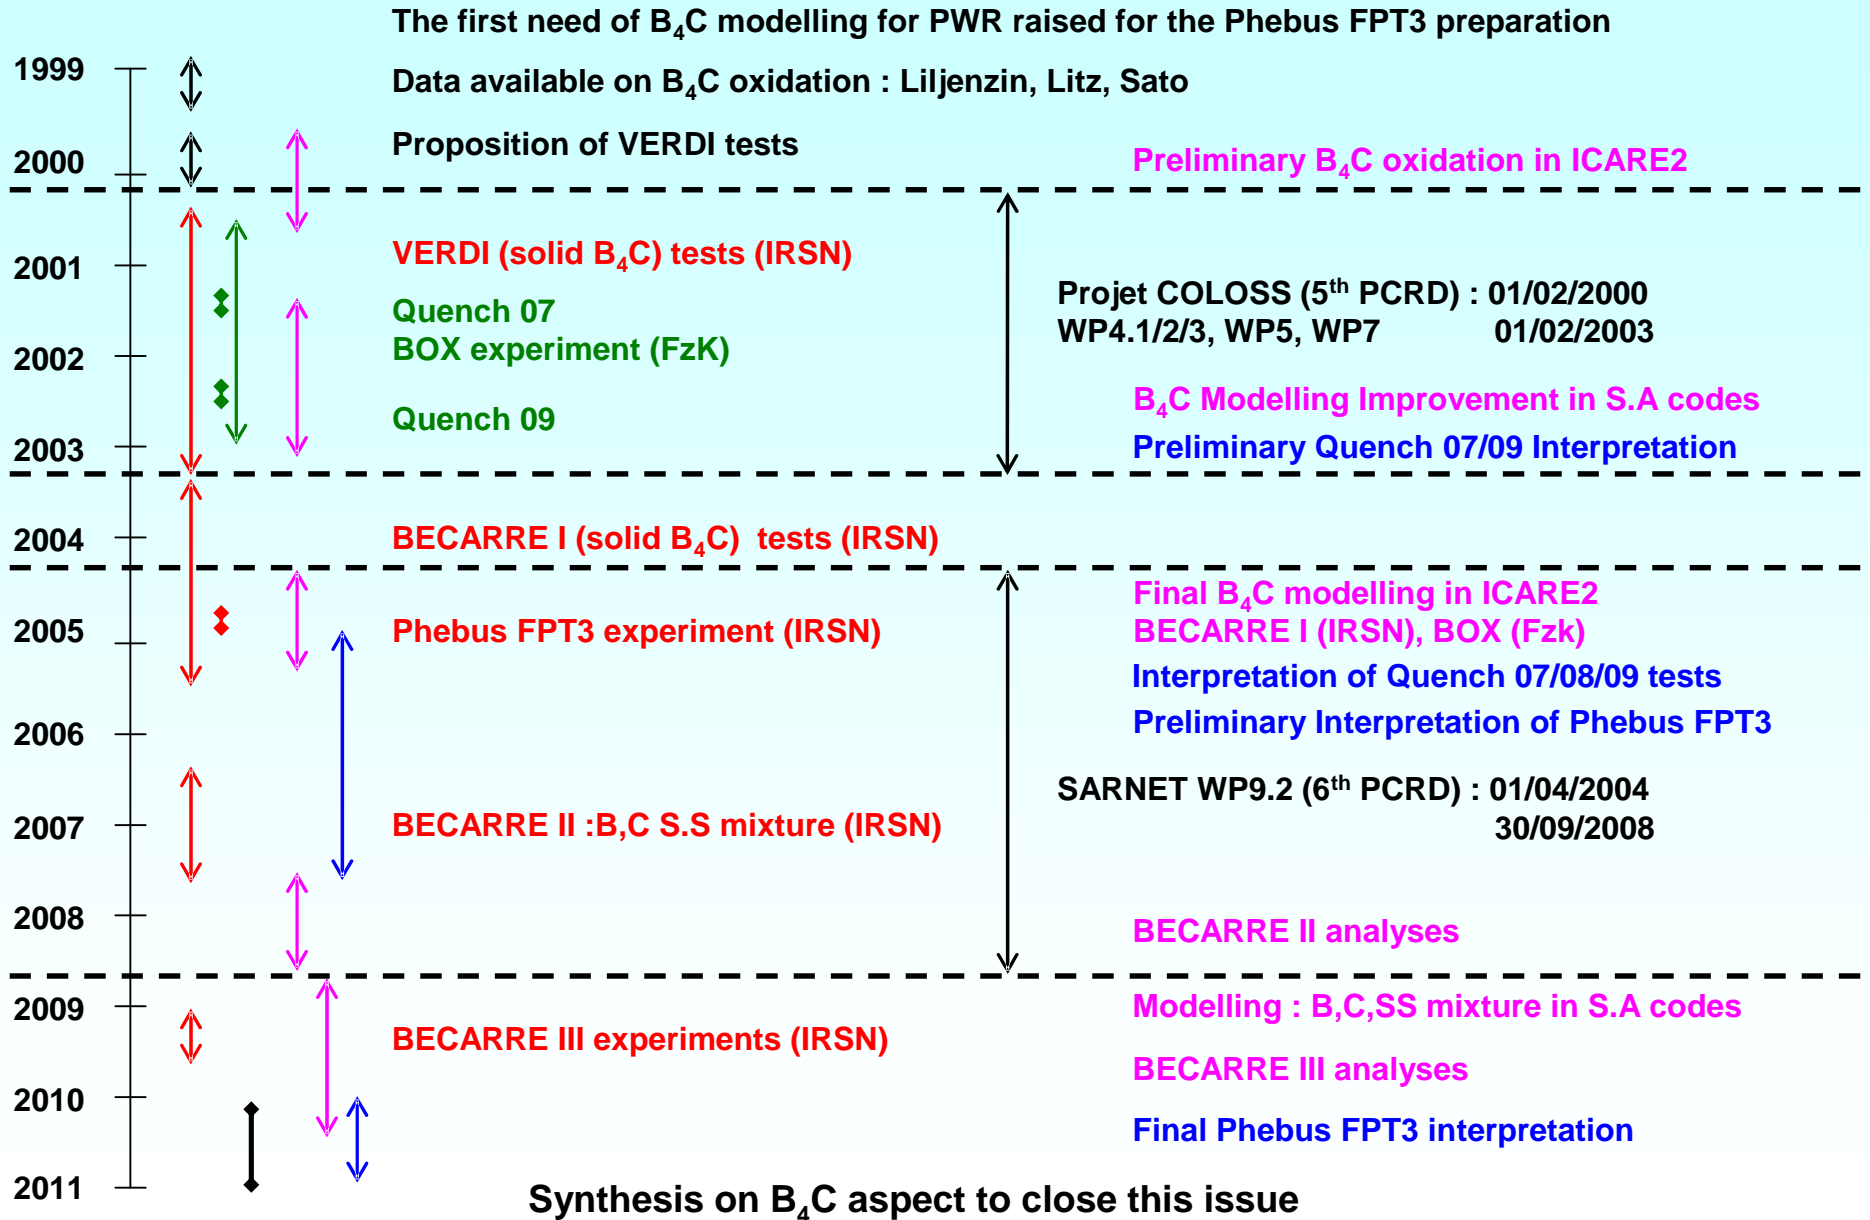 The first need of B₄C modelling for PWR raised for the Phebus FPT3 preparation
1999
Data available on B₄C oxidation : Liljenzin, Litz, Sato
Proposition of VERDI tests
2000
Preliminary B₄C oxidation in ICARE2
VERDI (solid B₄C) tests (IRSN)
2001
Quench 07
BOX experiment (FzK)
Projet COLOSS (5th PCRD) : 01/02/2000
WP4.1/2/3, WP5, WP7 01/02/2003
2002
Quench 09
B₄C Modelling Improvement in S.A codes
2003
Preliminary Quench 07/09 Interpretation
2004
BECARRE I (solid B₄C) tests (IRSN)
Final B₄C modelling in ICARE2
2005
Phebus FPT3 experiment (IRSN)
BECARRE I (IRSN), BOX (Fzk)
Interpretation of Quench 07/08/09 tests
2006
Preliminary Interpretation of Phebus FPT3
SARNET WP9.2 (6th PCRD) : 01/04/2004
30/09/2008
2007
BECARRE II :B,C S.S mixture (IRSN)
2008
BECARRE II analyses
2009
Modelling : B,C,SS mixture in S.A codes
BECARRE III experiments (IRSN)
BECARRE III analyses
2010
Final Phebus FPT3 interpretation
2011
Synthesis on B₄C aspect to close this issue